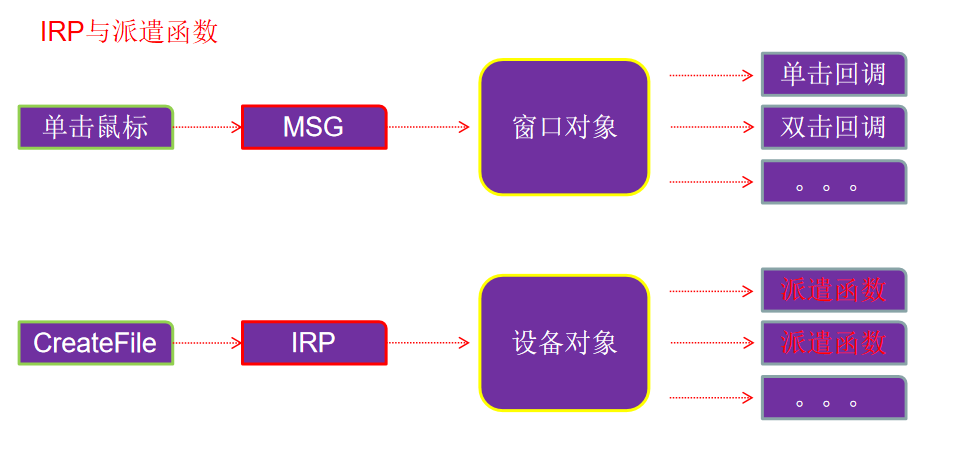 IRP与派遣函数
单击鼠标
MSG
窗口对象
单击回调
双击回调
。。。
CreateFile
IRP
设备对象
派遣函数
派遣函数
。。。